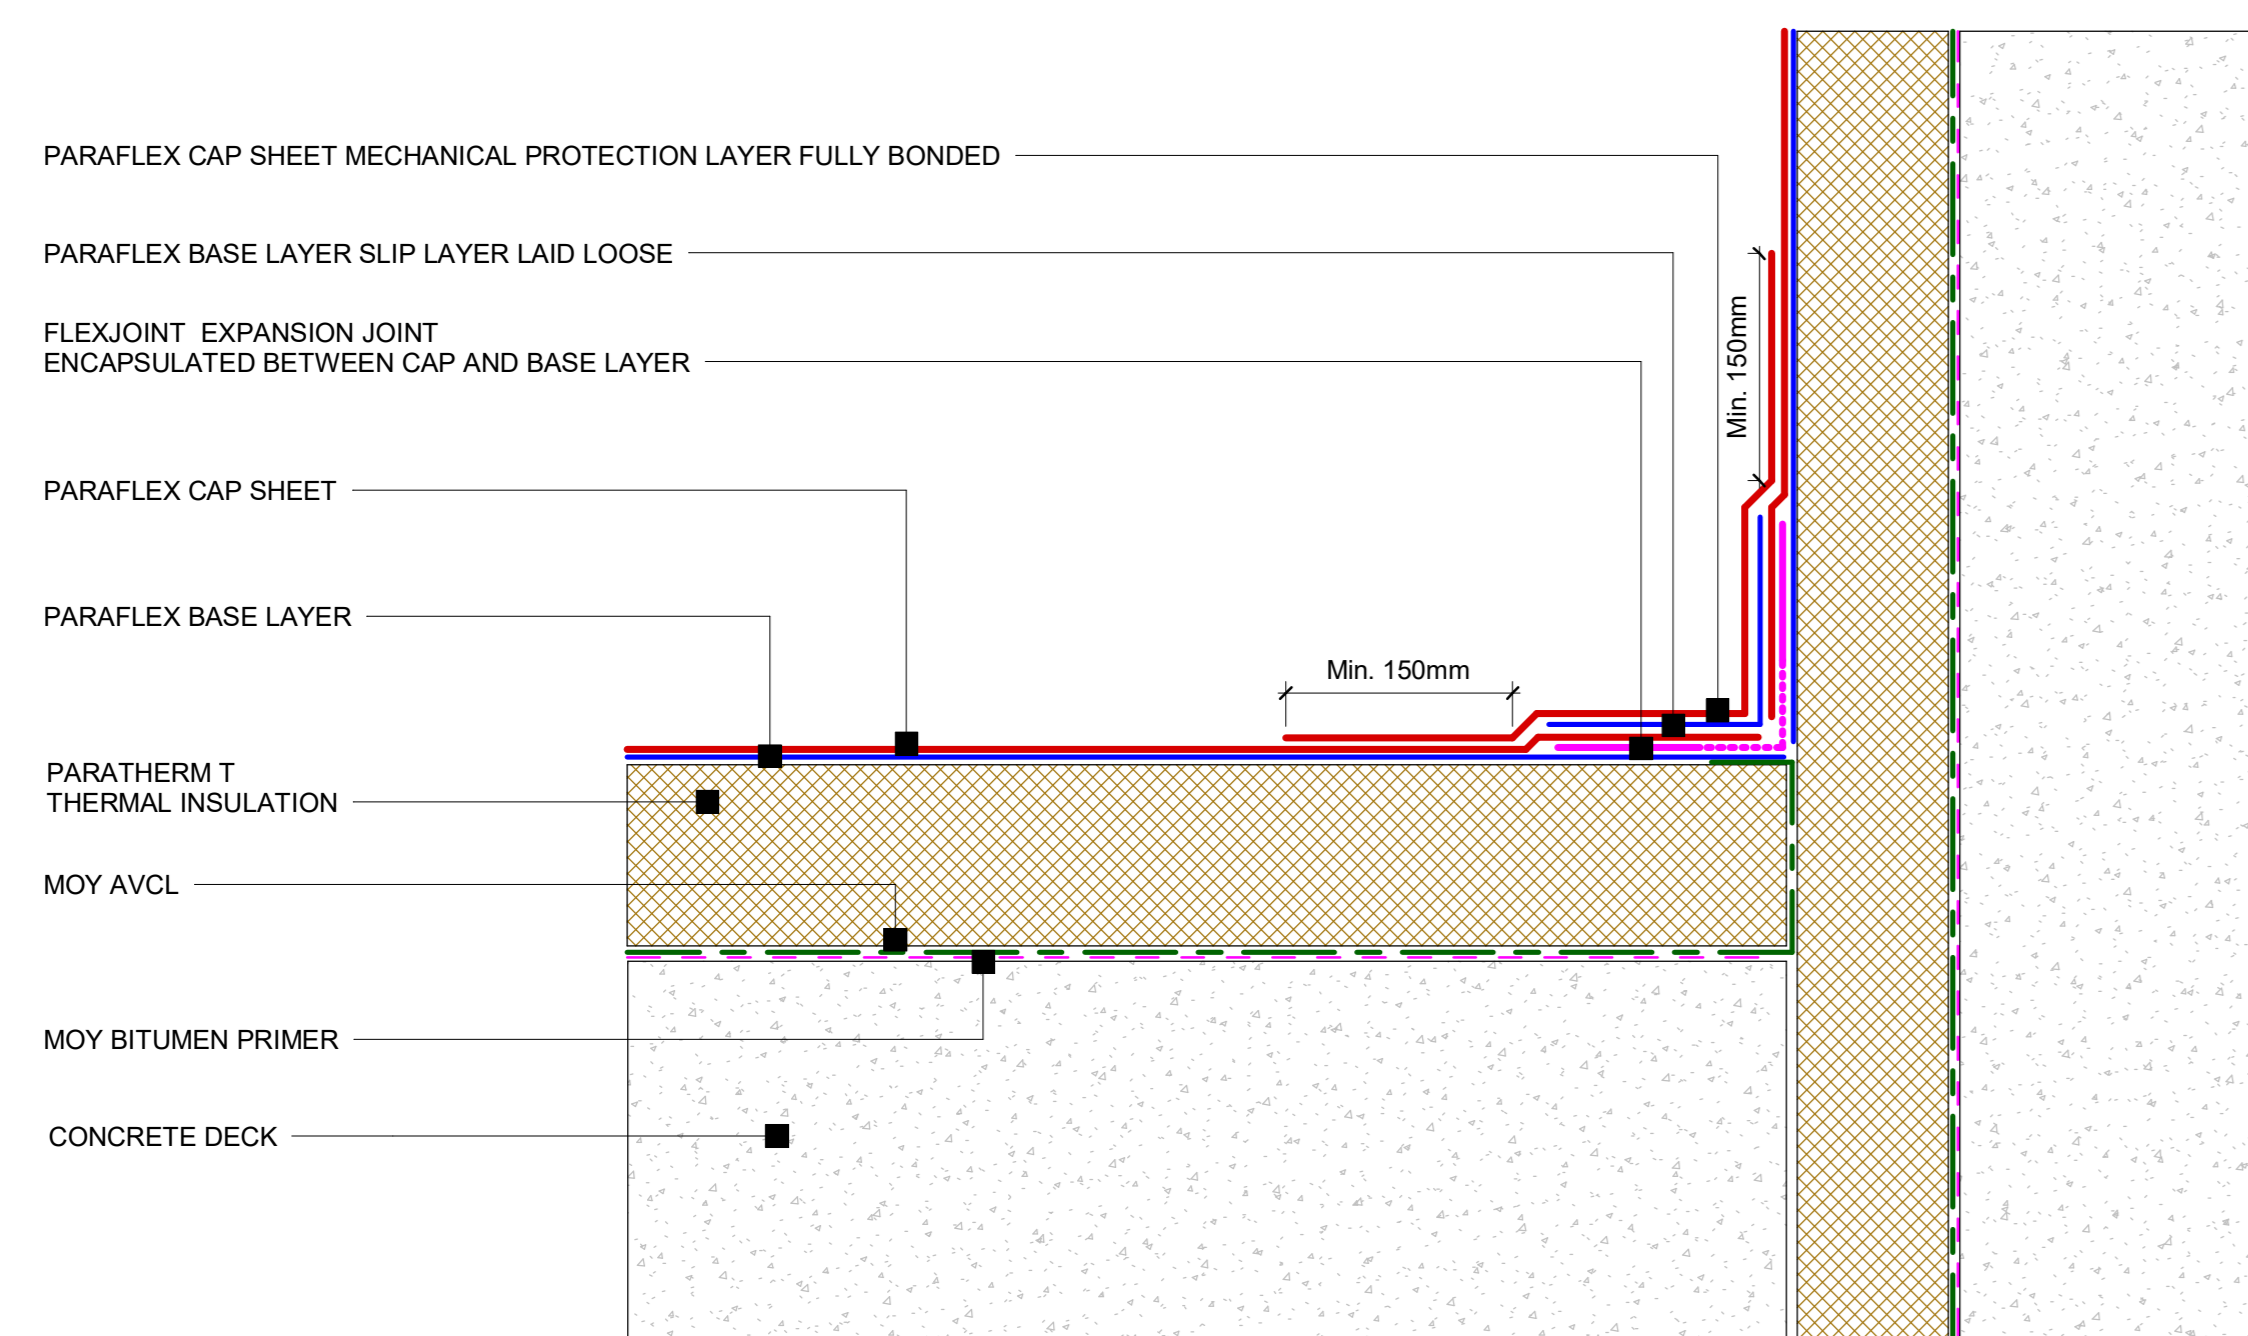 PARAFLEX CAP SHEET MECHANICAL PROTECTION LAYER FULLY BONDED
PARAFLEX BASE LAYER SLIP LAYER LAID LOOSE
FLEXJOINT EXPANSION JOINT
ENCAPSULATED BETWEEN CAP AND BASE LAYER
Min. 150mm
PARAFLEX CAP SHEET
PARAFLEX BASE LAYER
Min. 150mm
PARATHERM T
THERMAL INSULATION
MOY AVCL
MOY BITUMEN PRIMER
CONCRETE DECK